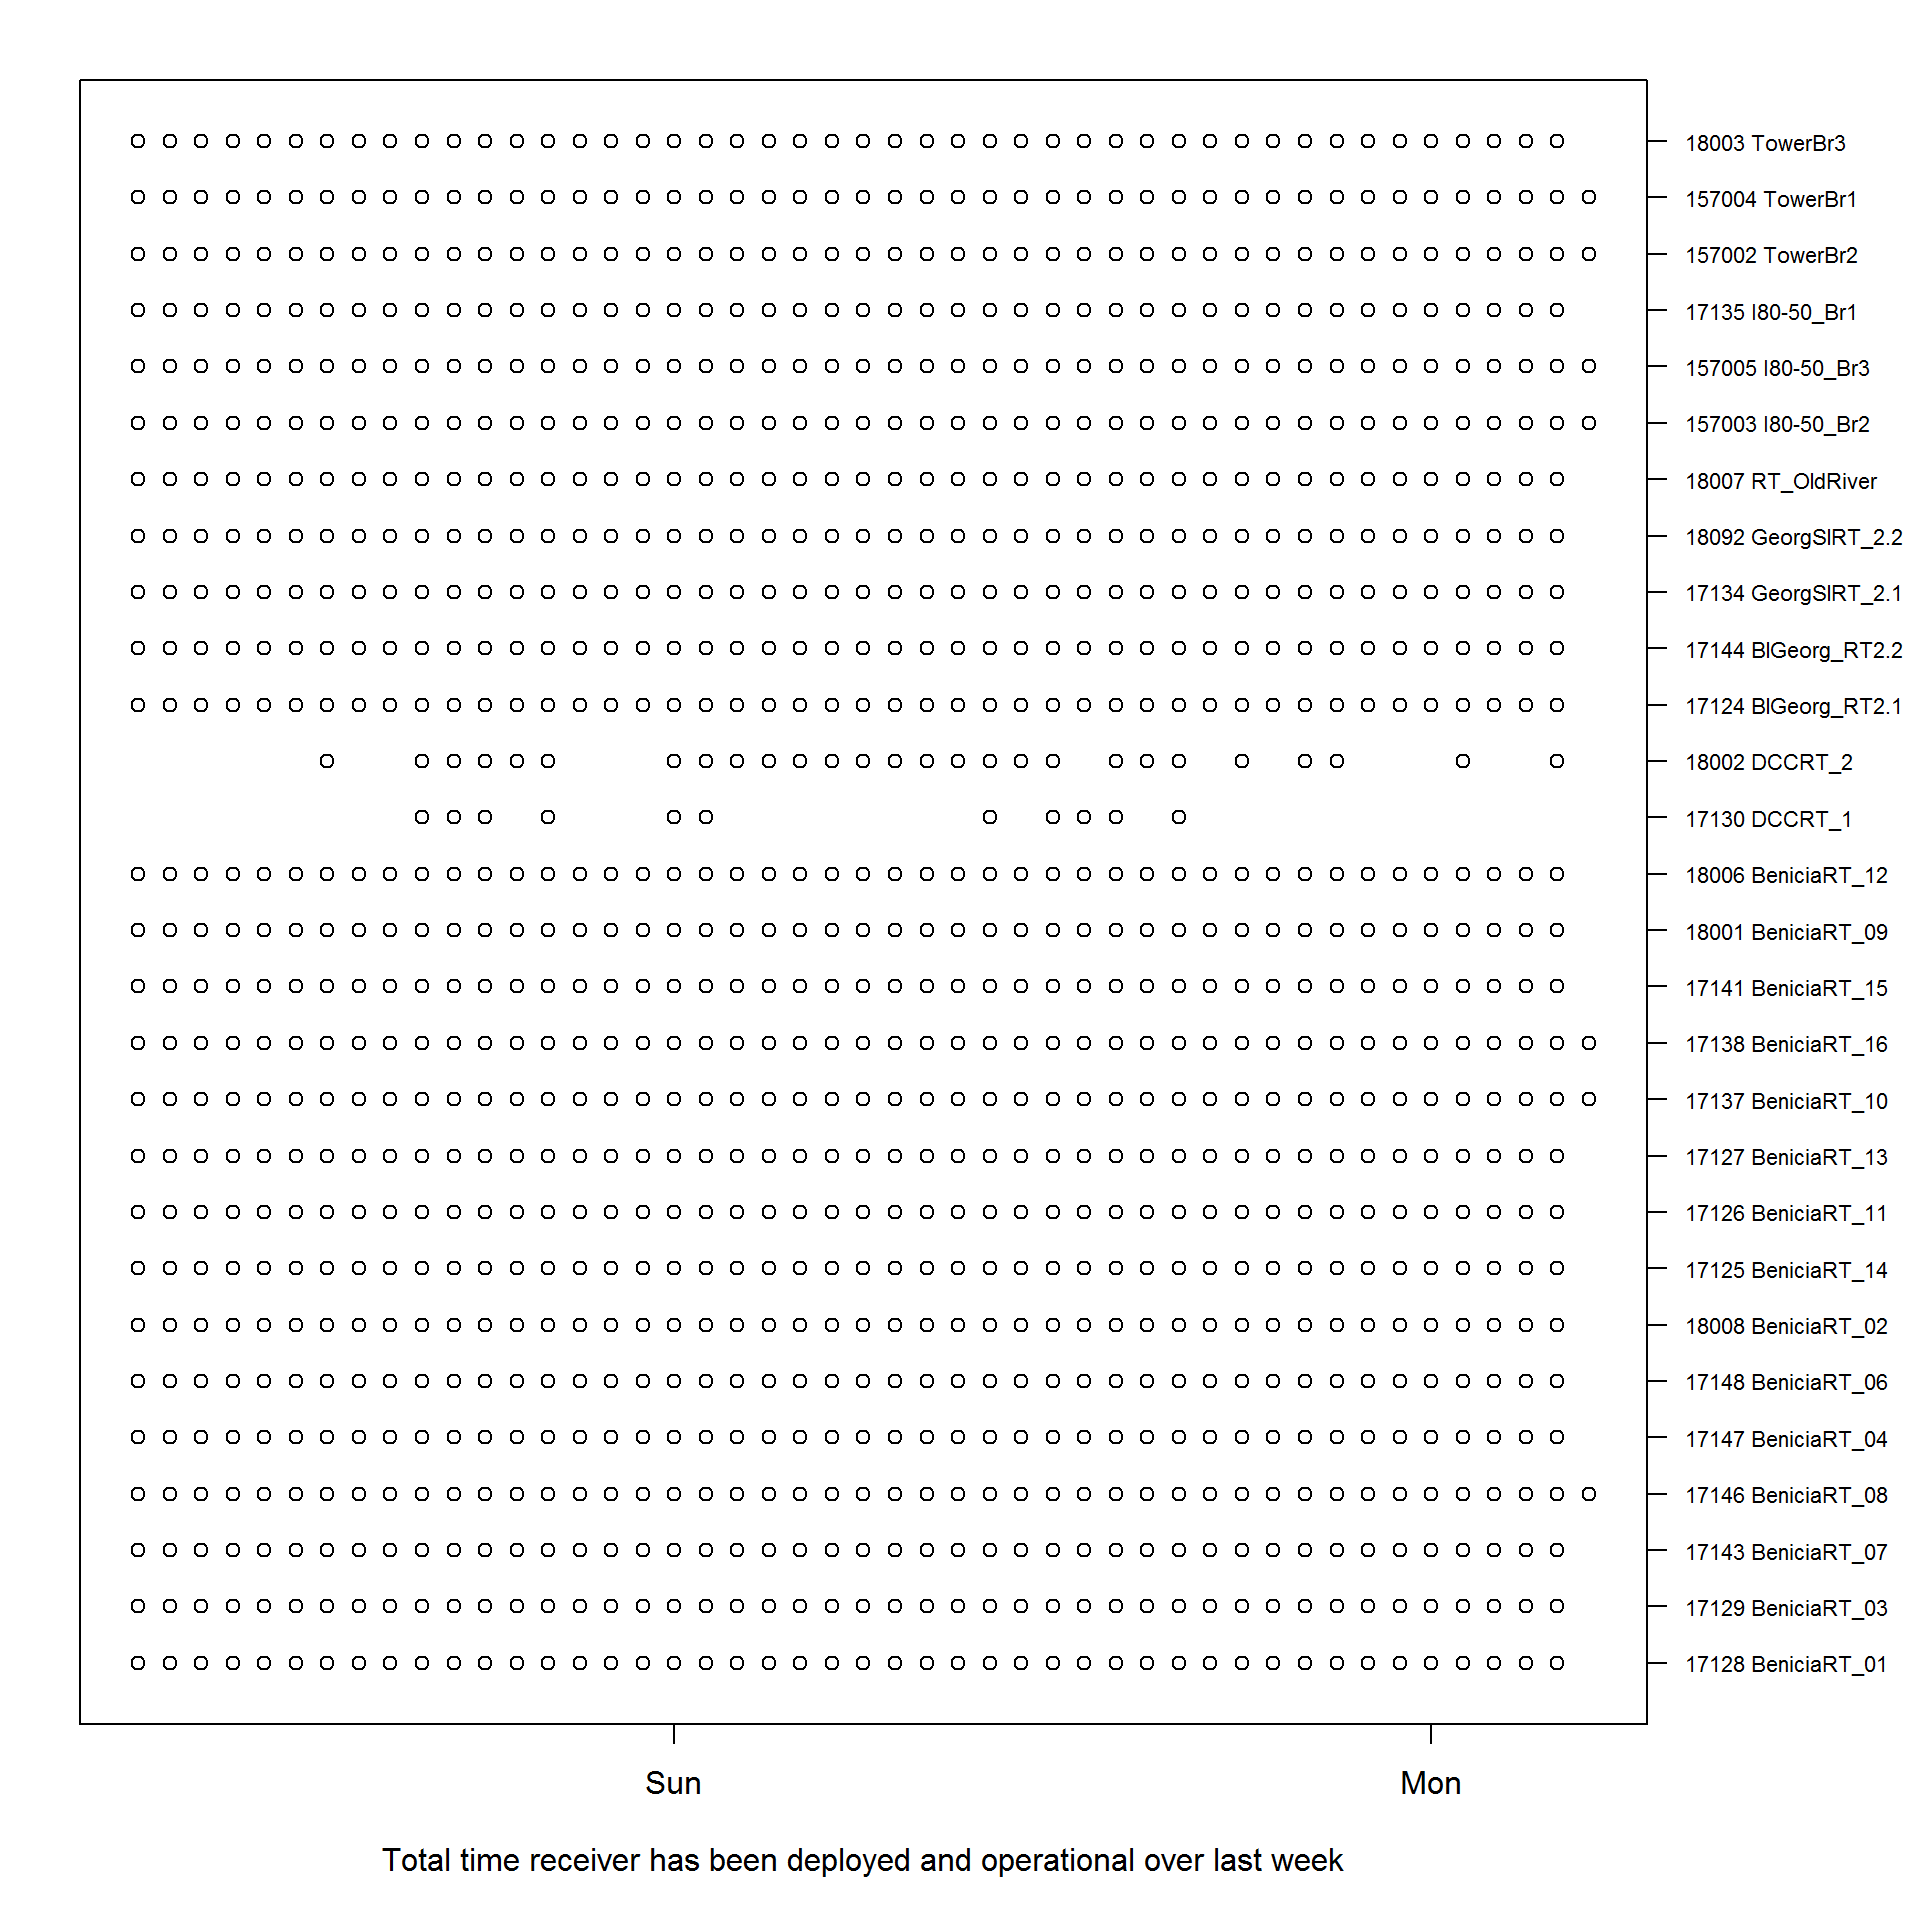 18003 TowerBr3
157004 TowerBr1
157002 TowerBr2
17135 I80-50_Br1
157005 I80-50_Br3
157003 I80-50_Br2
18007 RT_OldRiver
18092 GeorgSlRT_2.2
17134 GeorgSlRT_2.1
17144 BlGeorg_RT2.2
17124 BlGeorg_RT2.1
18002 DCCRT_2
17130 DCCRT_1
18006 BeniciaRT_12
18001 BeniciaRT_09
17141 BeniciaRT_15
17138 BeniciaRT_16
17137 BeniciaRT_10
17127 BeniciaRT_13
17126 BeniciaRT_11
17125 BeniciaRT_14
18008 BeniciaRT_02
17148 BeniciaRT_06
17147 BeniciaRT_04
17146 BeniciaRT_08
17143 BeniciaRT_07
17129 BeniciaRT_03
17128 BeniciaRT_01
Sun Mon
Total time receiver has been deployed and operational over last week